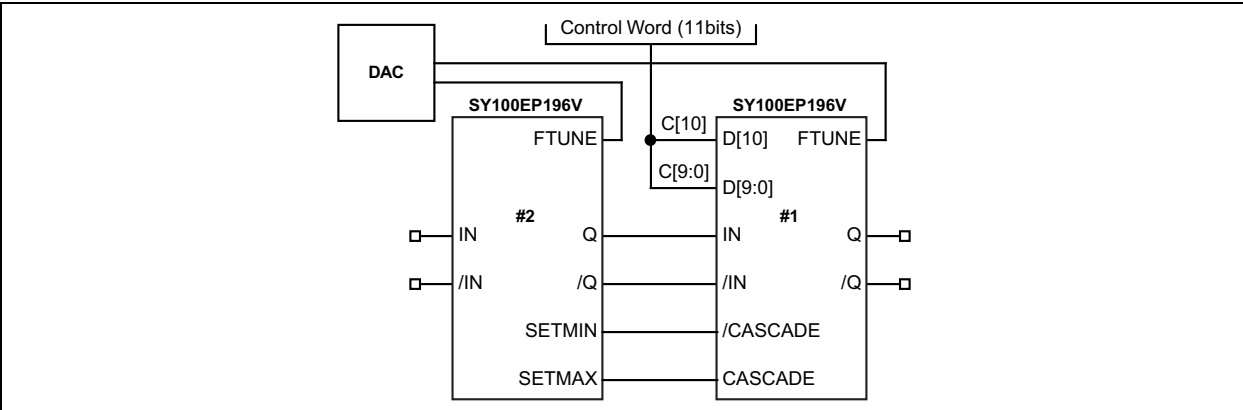 Control Word (11bits)
DAC
SY100EP196V SY100EP196V
FTUNE C[10] D[10] FTUNE
C[9:0] D[9:0]
#2 #1
IN Q IN Q
/IN /Q /IN /Q
SETMIN /CASCADE
SETMAX CASCADE